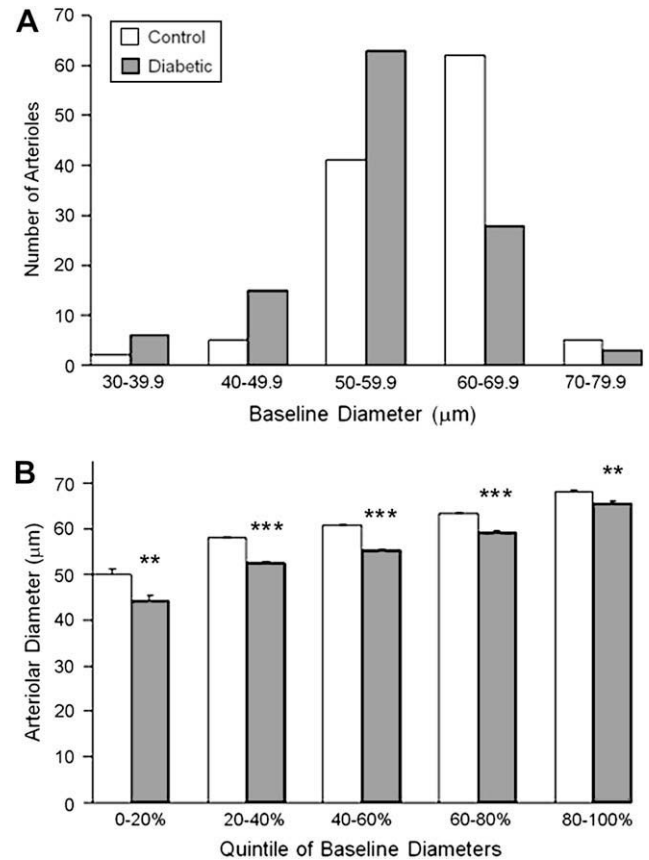 A
70
60
50
40
30
20
10
0
Number of Arterioles
Control
Diabetic
30-39.9 40-49.9 50-59.9 60-69.9 70-79.9
Baseline Diameter (μm)
B
70
60
50
40
30
20
10
0
Arteriolar Diameter (μm)
** *** *** *** **
0-20% 20-40% 40-60% 60-80% 80-100%
Quintile of Baseline Diameters